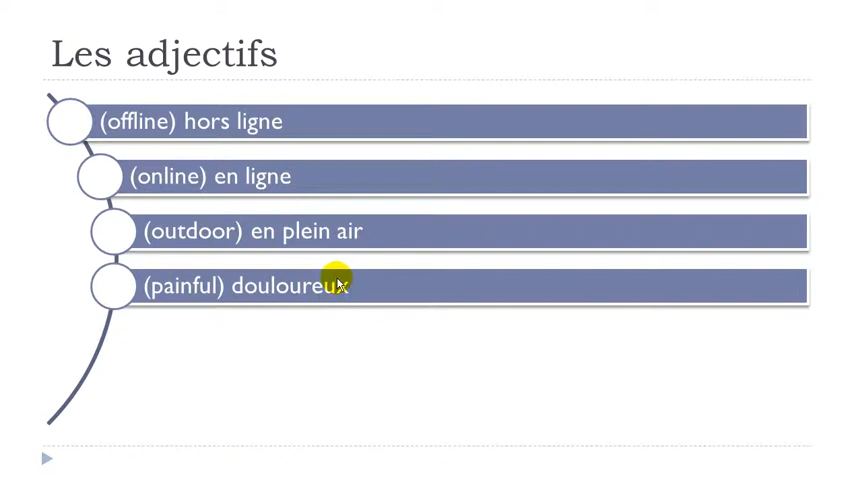 Les adjectifs
(offline) hors ligne
(online) en ligne
(outdoor) en plein air
(painful) douloureux